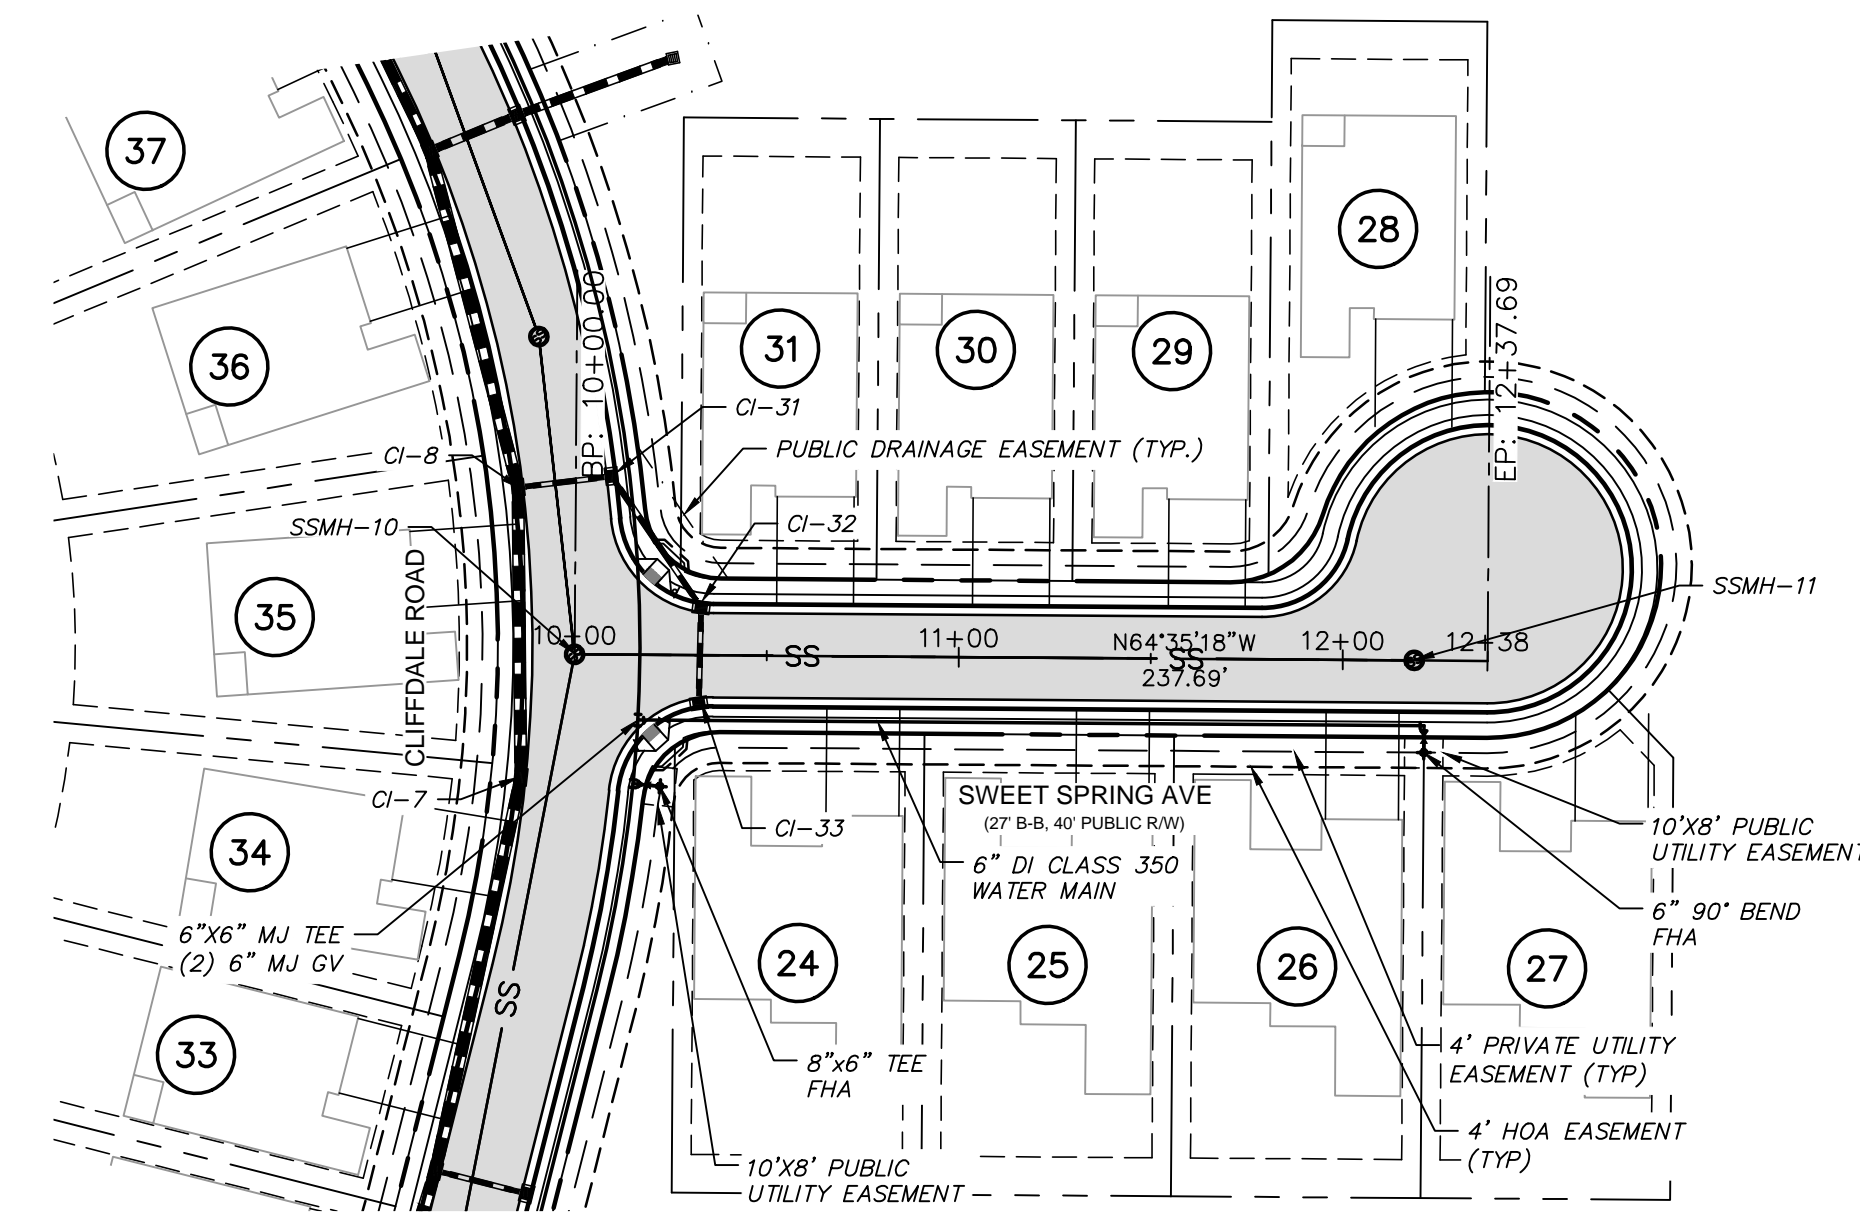 37
36
35
34
33
31
30
29
28
24
25
26
27
BP: 10+00.00
EP: 12+37.69
CI-31
PUBLIC DRAINAGE EASEMENT (TYP.)
CI-8
CI-32
SSMH-10
CLIFFDALE ROAD
10+00
SS
11+00
N64°35'18"W
SS
237.69'
12+00
12+38
SSMH-11
CI-7
CI-33
SWEET SPRING AVE
(27' B-B, 40' PUBLIC R/W)
6" DI CLASS 350
WATER MAIN
10'X8' PUBLIC
UTILITY EASEMENT
6" 90° BEND
FHA
6"X6" MJ TEE
(2) 6" MJ GV
SS
8"x6" TEE
FHA
4' PRIVATE UTILITY
EASEMENT (TYP)
4' HOA EASEMENT
(TYP)
10'X8' PUBLIC
UTILITY EASEMENT